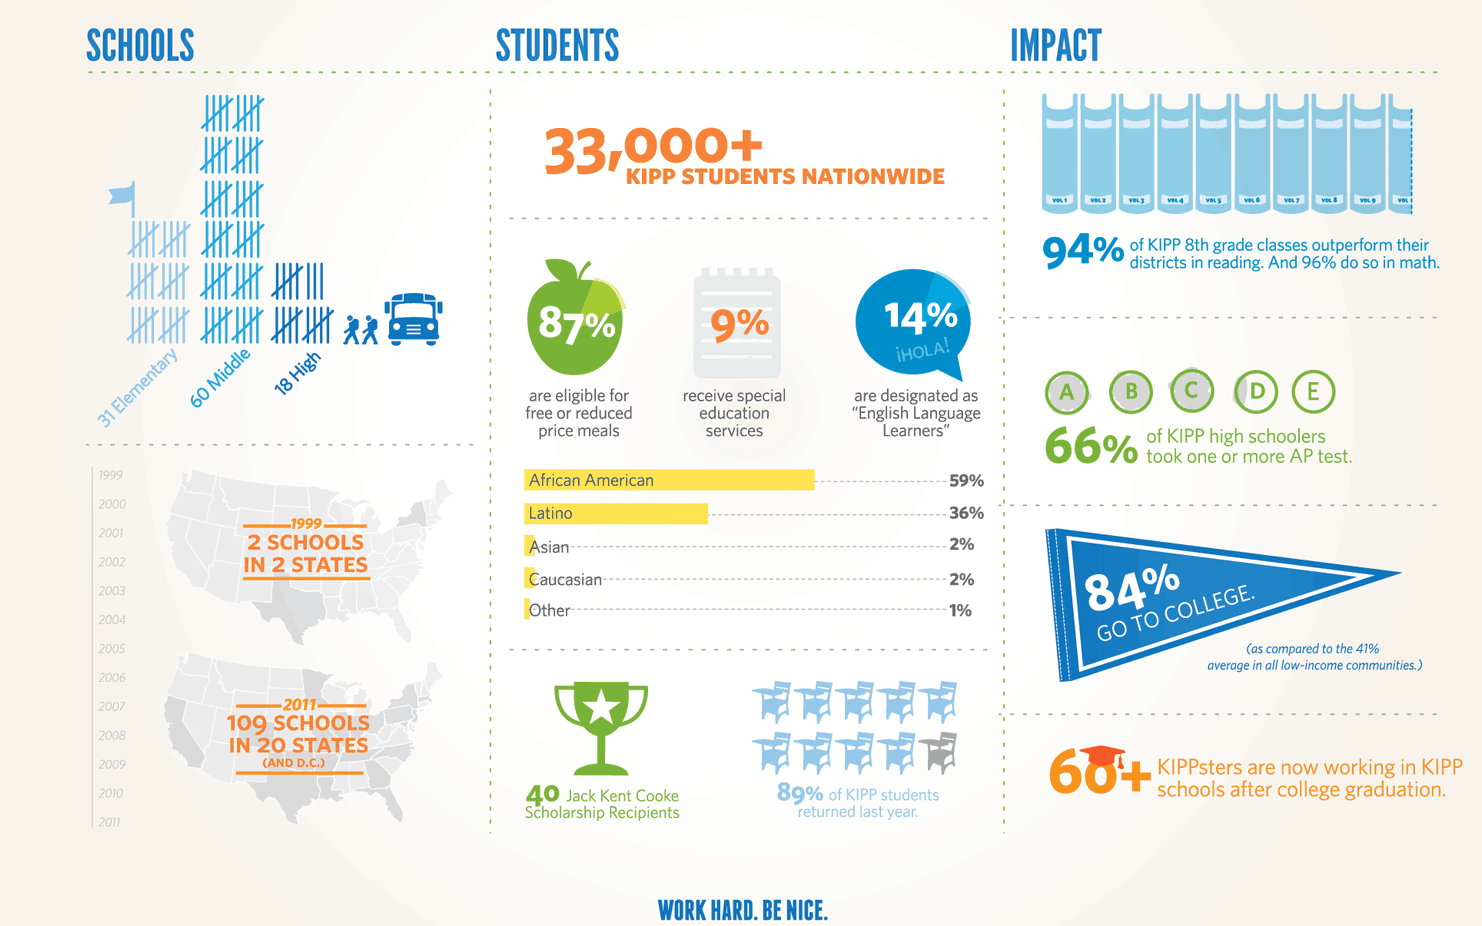 SCHOOLS
31 Elementary
60 Middle
18 High
1999
2000
2001
2002
2003
2004
2005
2006
2007
2008
2009
2010
2011
1999
2 SCHOOLS
IN 2 STATES
2011
109 SCHOOLS
IN 20 STATES
(AND D.C.)
STUDENTS
33,000+
KIPP STUDENTS NATIONWIDE
87%
are eligible for
free or reduced
price meals
9%
receive special
education
services
14%
¡HOLA!
are designated as
“English Language
Learners”
African American 59%
Latino 36%
Asian 2%
Caucasian 2%
Other 1%
40 Jack Kent Cooke
Scholarship Recipients
89% of KIPP students
returned last year.
IMPACT
VOL 1 VOL 2 VOL 3 VOL 4 VOL 5 VOL 6 VOL 7 VOL 8 VOL 9 VOL
94% of KIPP 8th grade classes outperform their
districts in reading. And 96% do so in math.
A B C D E
66% of KIPP high schoolers
took one or more AP test.
84%
GO TO COLLEGE.
(as compared to the 41%
average in all low-income communities.)
60+ KIPPsters are now working in KIPP
schools after college graduation.
WORK HARD. BE NICE.